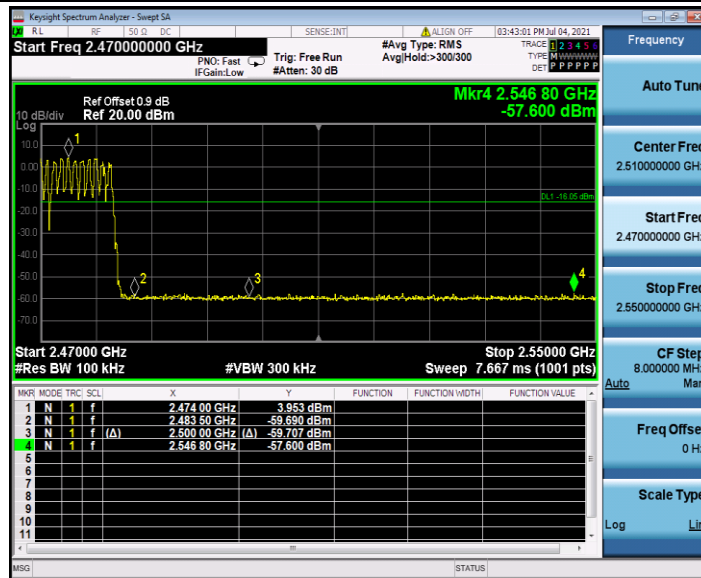 Keysight Spectrum Analyzer - Swept SA
RL RF 50 Ω DC SENSE:INT ALIGN OFF 03:43:01 PM Jul 04, 2021
Start Freq 2.470000000 GHz
PNO: Fast
IFGain:Low
Trig: Free Run
#Atten: 30 dB
#Avg Type: RMS
Avg|Hold:>300/300
TRACE 1 2 3 4 5 6
TYPE M
DET P P P P P P
Mkr4 2.546 80 GHz
-57.600 dBm
Ref Offset 0.9 dB
10 dB/div Ref 20.00 dBm
Log
10.0
0.00
-10.0
-20.0
-30.0
-40.0
-50.0
-60.0
-70.0
1
2
3
4
DL1 -16.05 dBm
Start 2.47000 GHz Stop 2.55000 GHz
#Res BW 100 kHz #VBW 300 kHz Sweep 7.667 ms (1001 pts)
MKR MODE TRC SCL X Y FUNCTION FUNCTION WIDTH FUNCTION VALUE
1 N 1 f 2.474 00 GHz 3.953 dBm
2 N 1 f 2.483 50 GHz -59.690 dBm
3 N 1 f (Δ) 2.500 00 GHz (Δ) -59.707 dBm
4 N 1 f 2.546 80 GHz -57.600 dBm
5
6
7
8
9
10
11
MSG STATUS
Frequency
Auto Tune
Center Freq
2.510000000 GHz
Start Freq
2.470000000 GHz
Stop Freq
2.550000000 GHz
CF Step
8.000000 MHz
Auto Man
Freq Offset
0 Hz
Scale Type
Log Lin